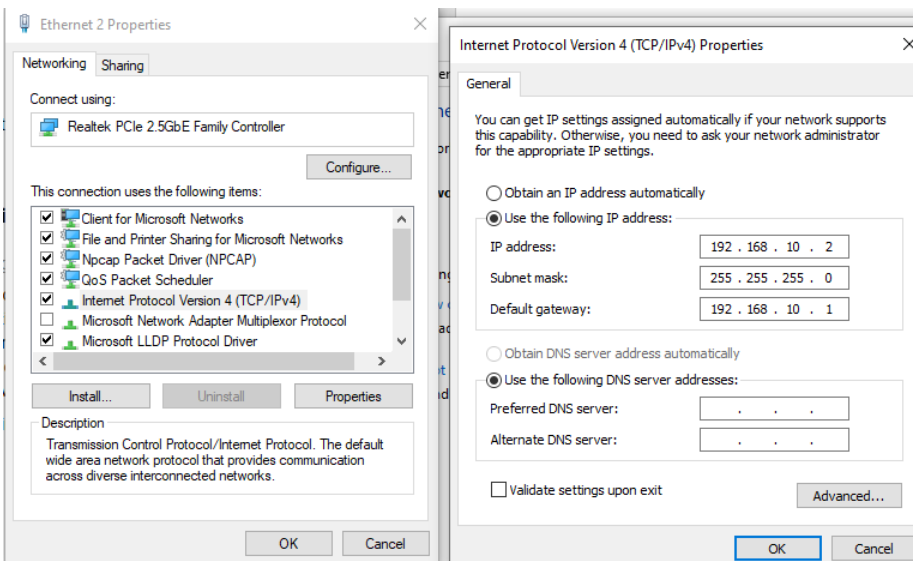 Ethernet 2 Properties
Networking
Sharing
Connect using:
Realtek PCIe 2.5GbE Family Controller
Configure...
This connection uses the following items:
Client for Microsoft Networks
File and Printer Sharing for Microsoft Networks
Npcap Packet Driver (NPCAP)
QoS Packet Scheduler
Internet Protocol Version 4 (TCP/IPv4)
Microsoft Network Adapter Multiplexor Protocol
Microsoft LLDP Protocol Driver
Install...
Uninstall
Properties
Description
Transmission Control Protocol/Internet Protocol. The default
wide area network protocol that provides communication
across diverse interconnected networks.
OK
Cancel
Internet Protocol Version 4 (TCP/IPv4) Properties
General
You can get IP settings assigned automatically if your network supports
this capability. Otherwise, you need to ask your network administrator
for the appropriate IP settings.
Obtain an IP address automatically
Use the following IP address:
IP address:
192 . 168 . 10 . 2
Subnet mask:
255 . 255 . 255 . 0
Default gateway:
192 . 168 . 10 . 1
Obtain DNS server address automatically
Use the following DNS server addresses:
Preferred DNS server:
. . .
Alternate DNS server:
. . .
Validate settings upon exit
Advanced...
OK
Cancel